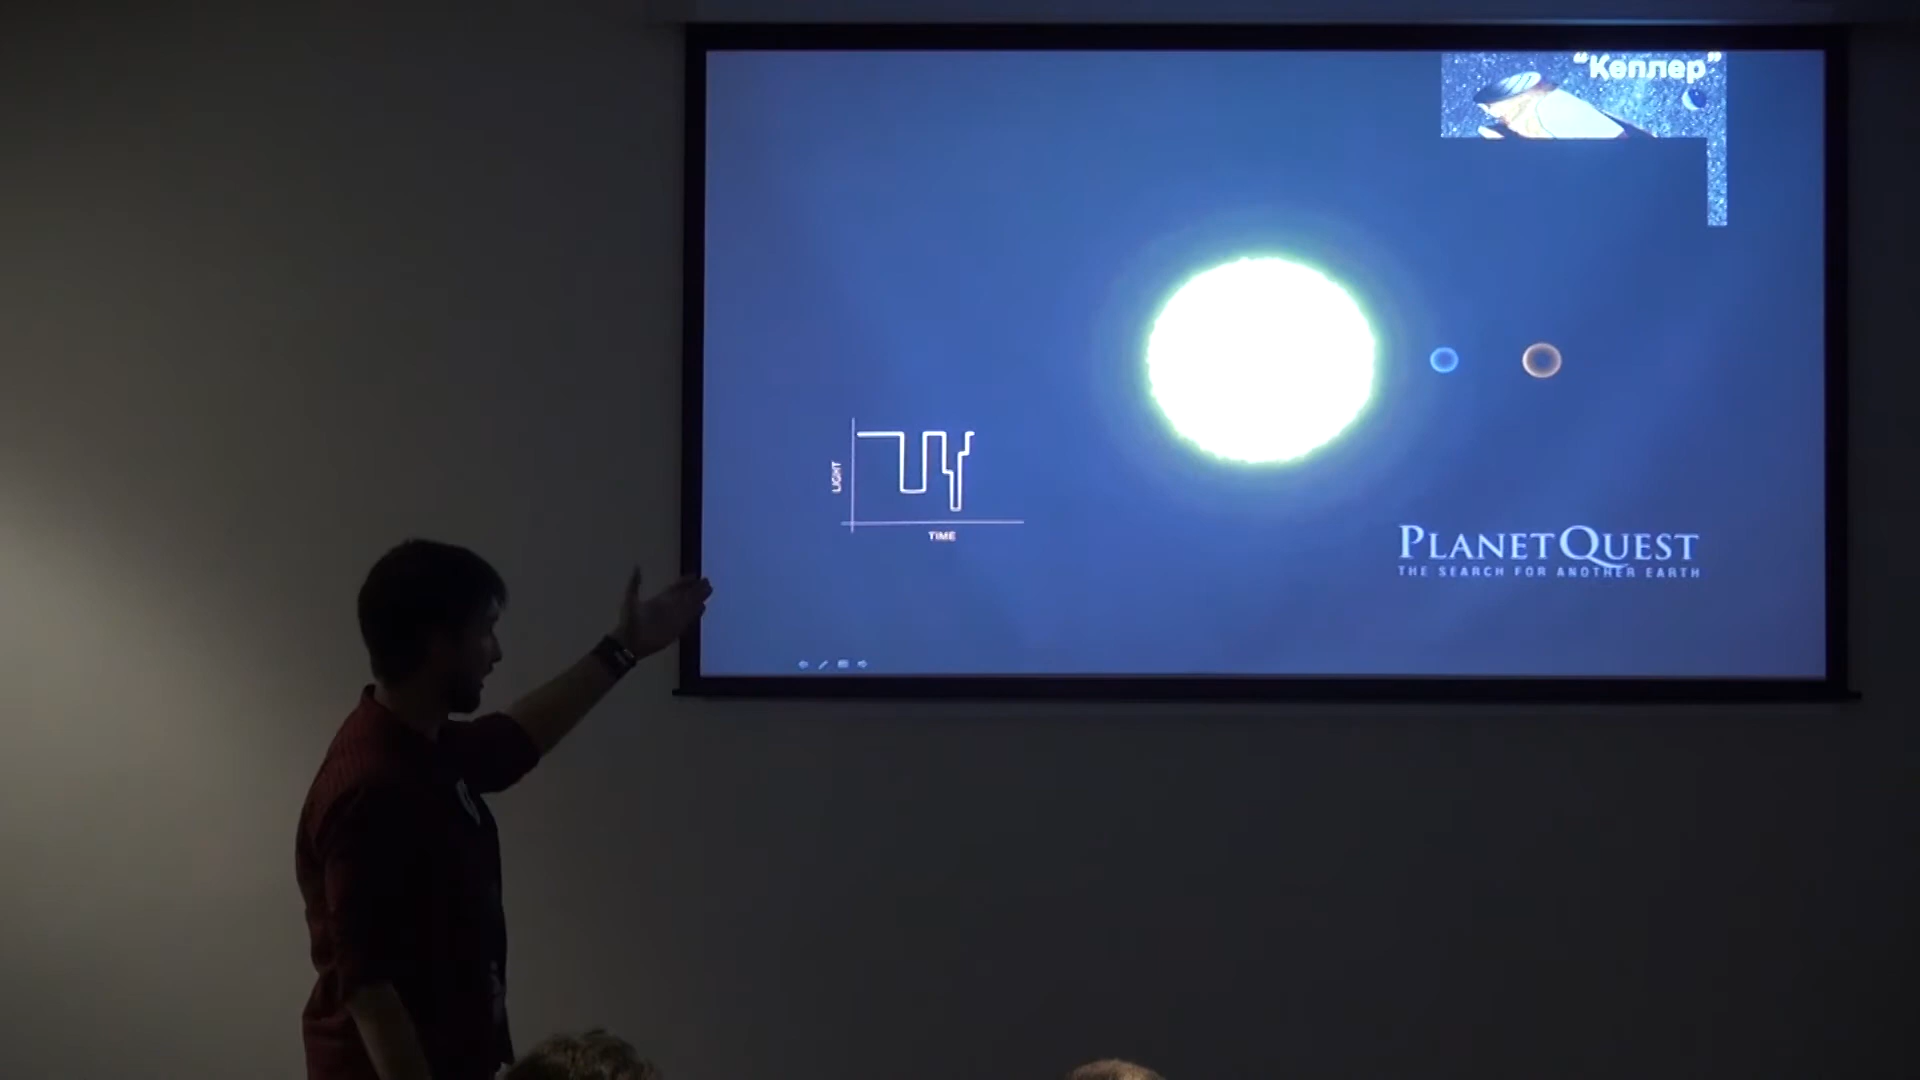 “Кеплер”
LIGHT
TIME
PLANETQUEST
THE SEARCH FOR ANOTHER EARTH